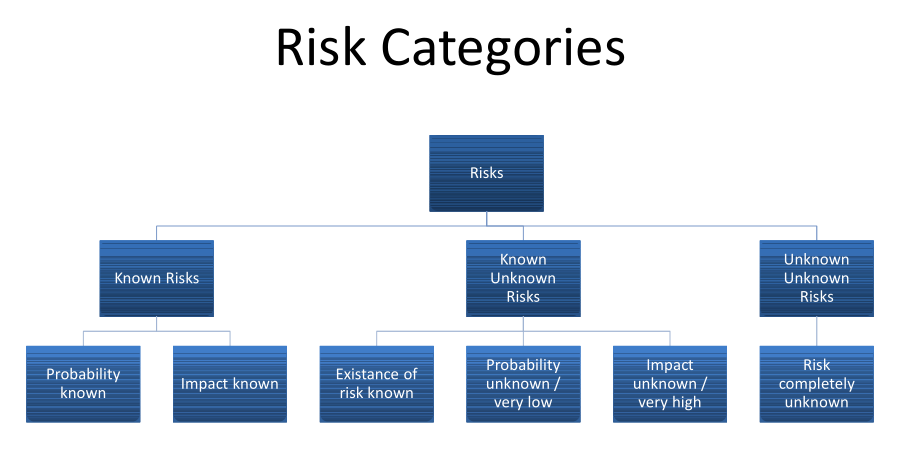 Risk Categories
Risks
Known Risks
Known
Unknown
Risks
Unknown
Unknown
Risks
Probability
known
Impact known
Existance of
risk known
Probability
unknown /
very low
Impact
unknown /
very high
Risk
completely
unknown